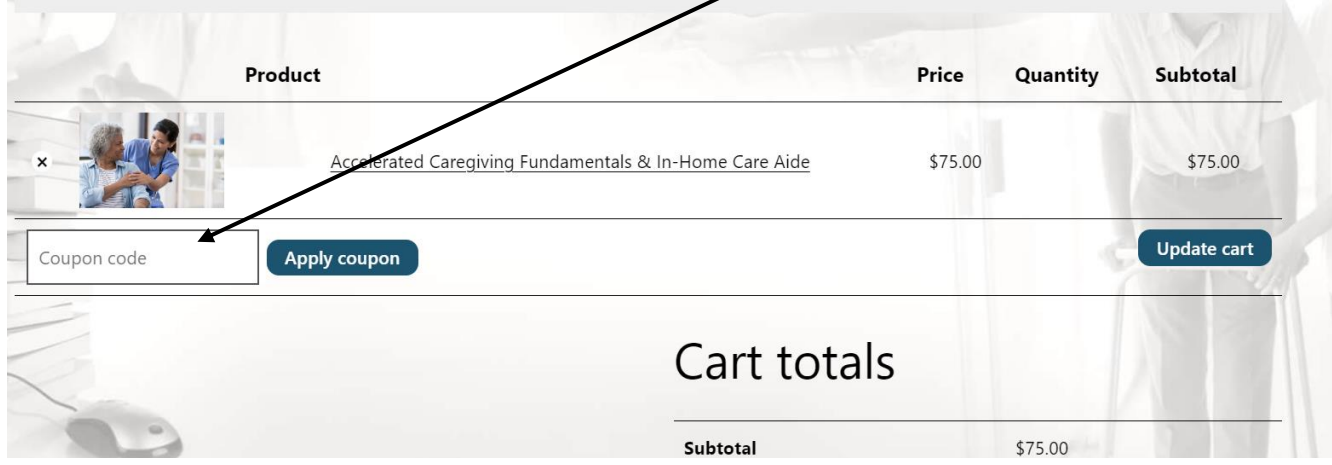 Product Price Quantity Subtotal
× Accelerated Caregiving Fundamentals & In-Home Care Aide $75.00 $75.00
Coupon code Apply coupon Update cart
Cart totals
Subtotal $75.00